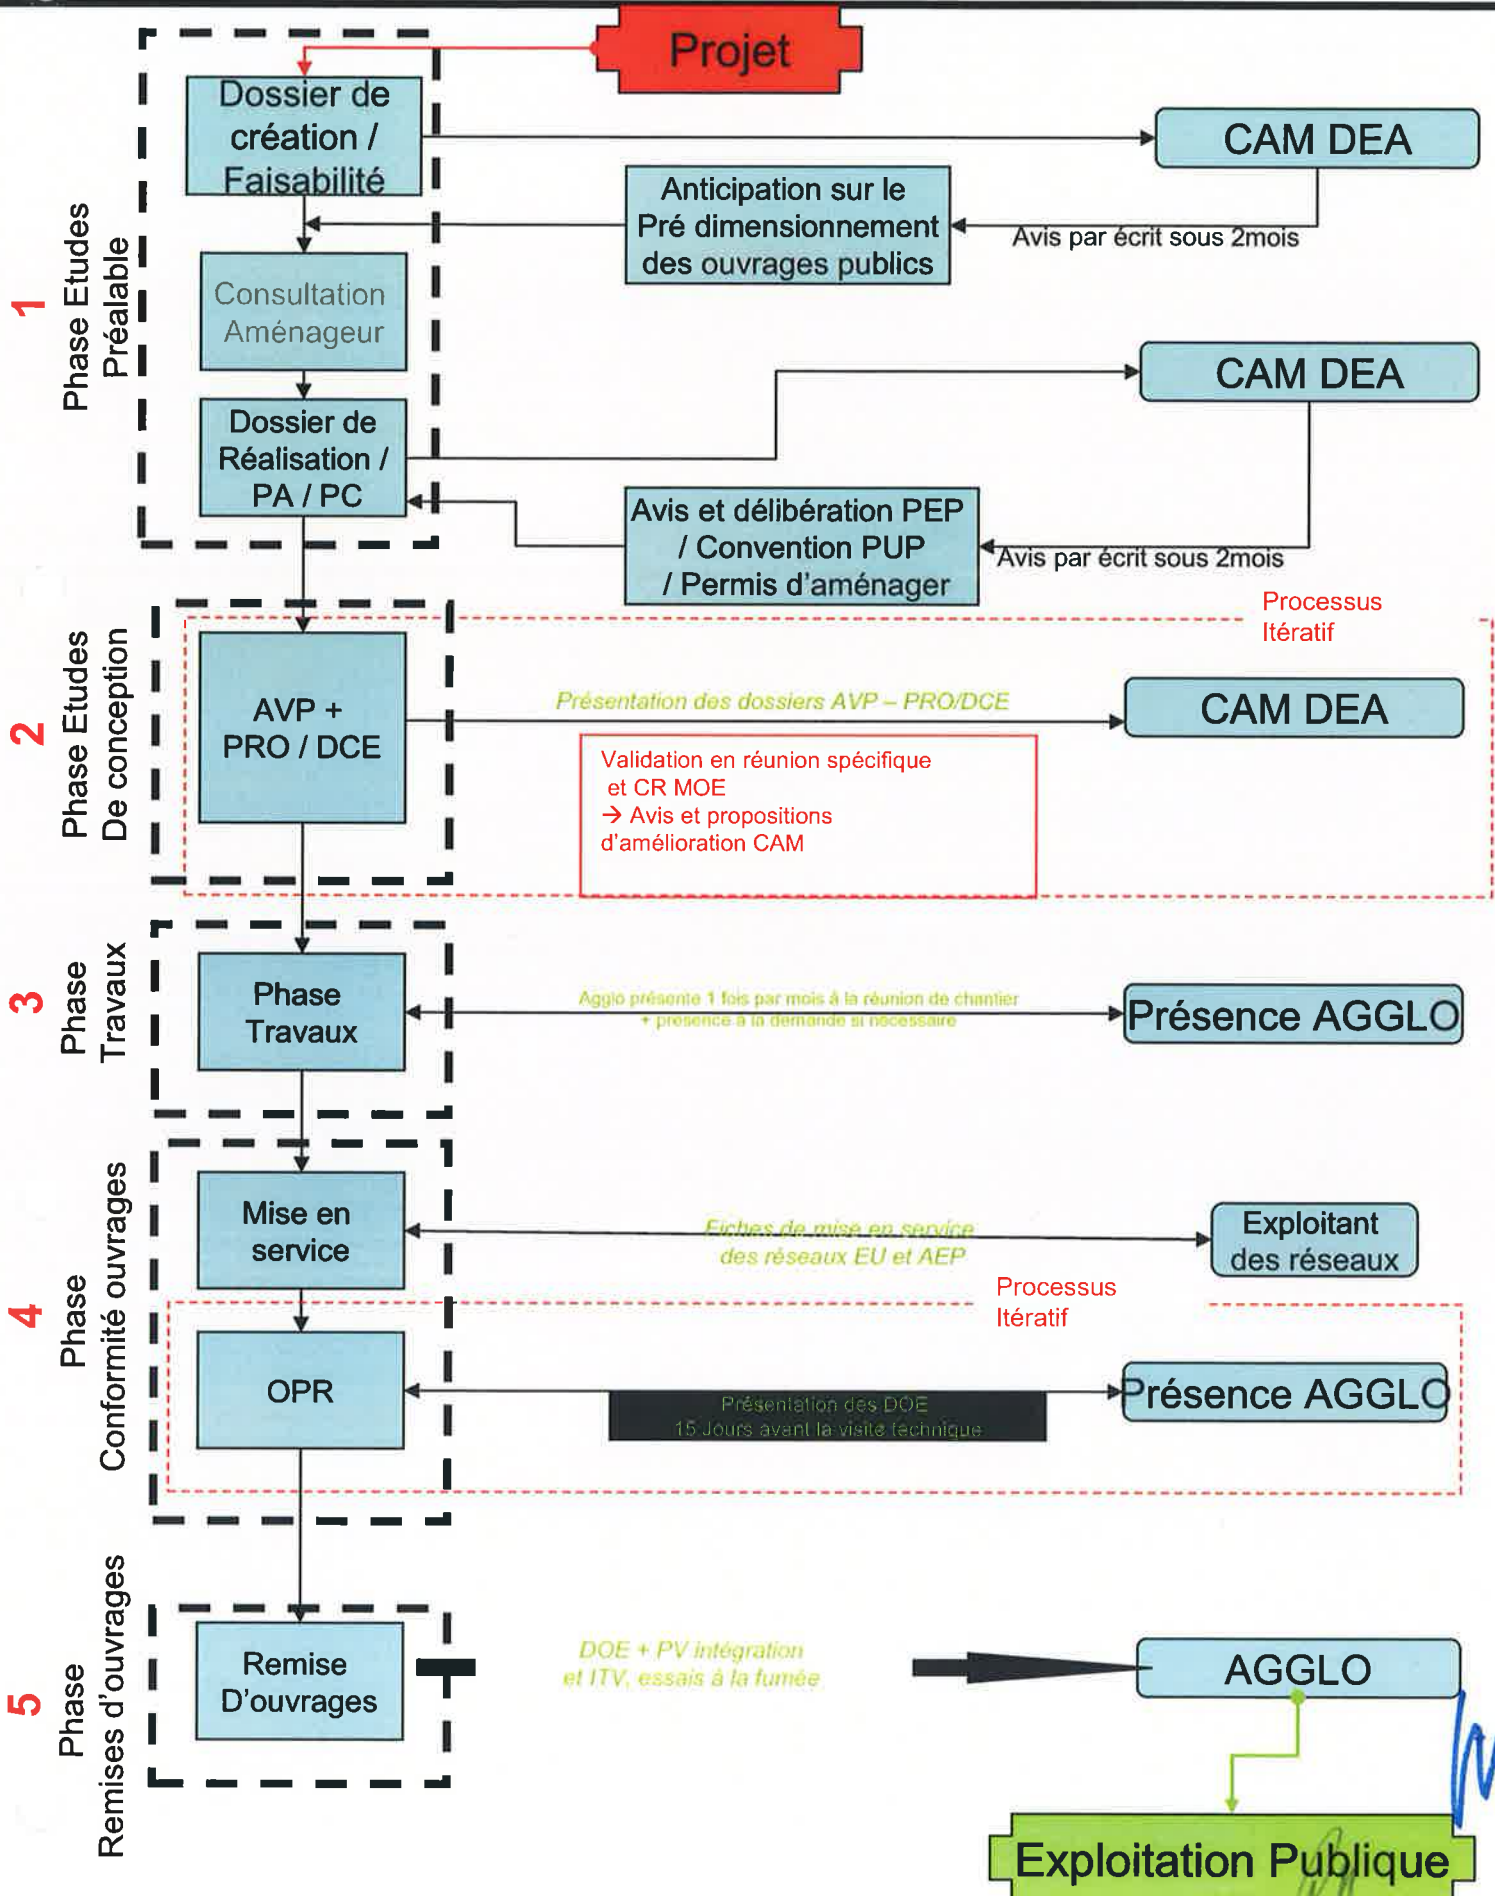 Projet
Dossier de
création /
Faisabilité
CAM DEA
Anticipation sur le
Pré dimensionnement
des ouvrages publics
Avis par écrit sous 2mois
1
Phase Etudes
Préalable
Consultation
Aménageur
CAM DEA
Dossier de
Réalisation /
PA / PC
Avis et délibération PEP
/ Convention PUP
/ Permis d'aménager
Avis par écrit sous 2mois
Processus
Itératif
2
Phase Etudes
De conception
AVP +
PRO / DCE
Présentation des dossiers AVP – PRO/DCE
CAM DEA
Validation en réunion spécifique
et CR MOE
→ Avis et propositions
d'amélioration CAM
3
Phase
Travaux
Phase
Travaux
Agglo présente 1 fois par mois à la réunion de chantier
+ présence à la demande si nécessaire
Présence AGGLO
4
Phase
Conformité ouvrages
Mise en
service
Fiches de mise en service
des réseaux EU et AEP
Exploitant
des réseaux
Processus
Itératif
OPR
Présentation des DOE
15 Jours avant la visite technique
Présence AGGLO
5
Phase
Remises d'ouvrages
Remise
D'ouvrages
DOE + PV intégration
et ITV, essais à la fumée
AGGLO
Exploitation Publique